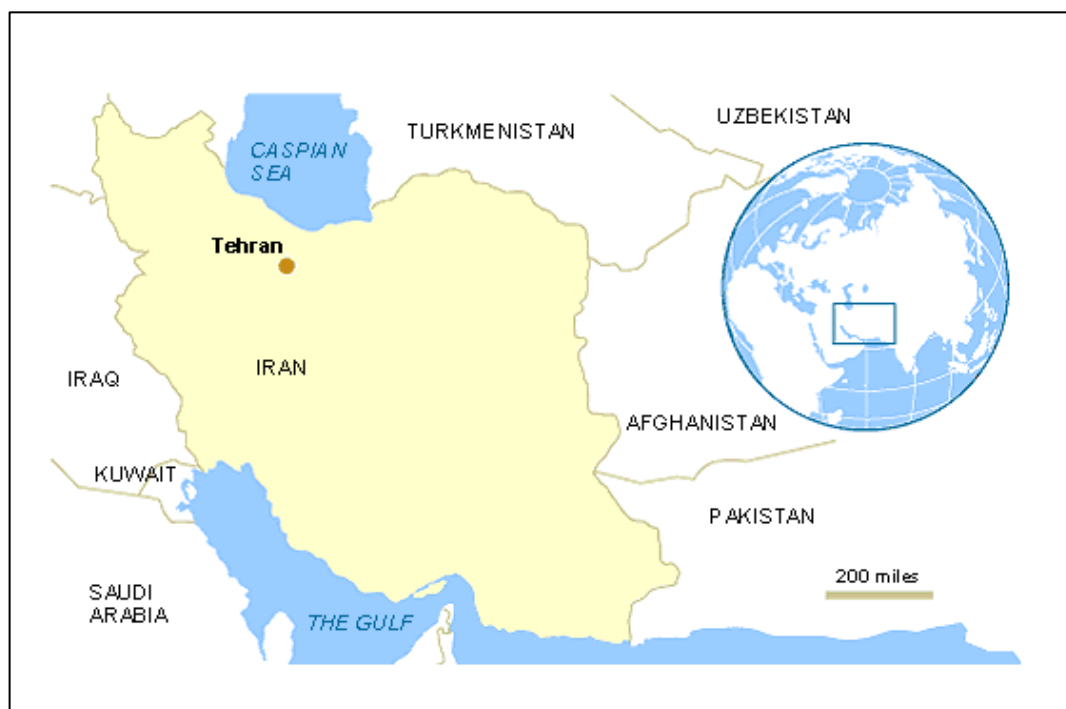 UZBEKISTAN
TURKMENISTAN
CASPIAN
SEA
Tehran
IRAN
IRAQ
AFGHANISTAN
KUWAIT
PAKISTAN
200 miles
SAUDI
ARABIA
THE GULF